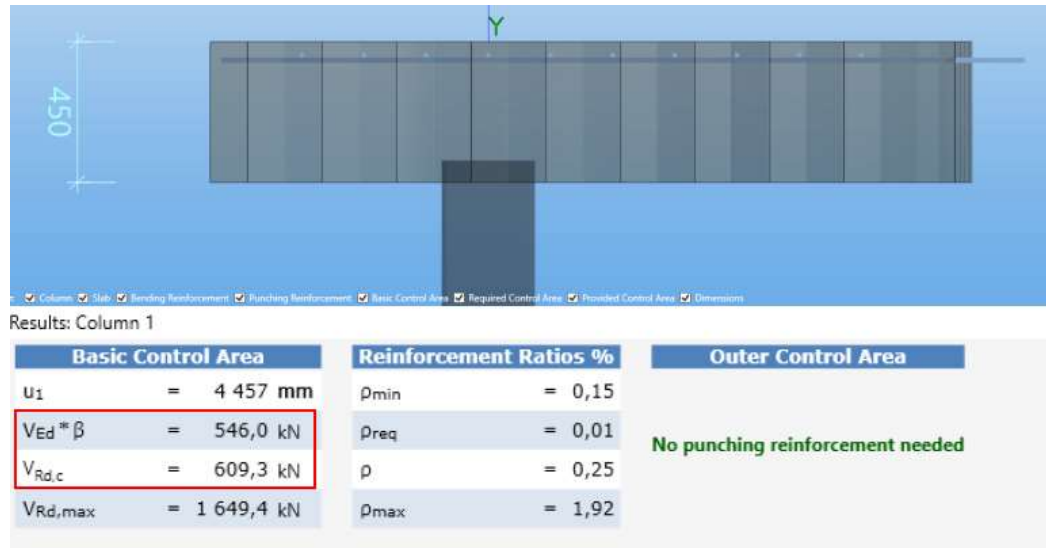 Y
450
Column Slab Bending Reinforcement Punching Reinforcement Basic Control Area Required Control Area Provided Control Area Dimensions
Results: Column 1
Basic Control Area Reinforcement Ratios % Outer Control Area
u1 = 4 457 mm ρmin = 0,15
VEd * β = 546,0 kN ρreq = 0,01
No punching reinforcement needed
VRd,c = 609,3 kN ρ = 0,25
VRd,max = 1 649,4 kN ρmax = 1,92